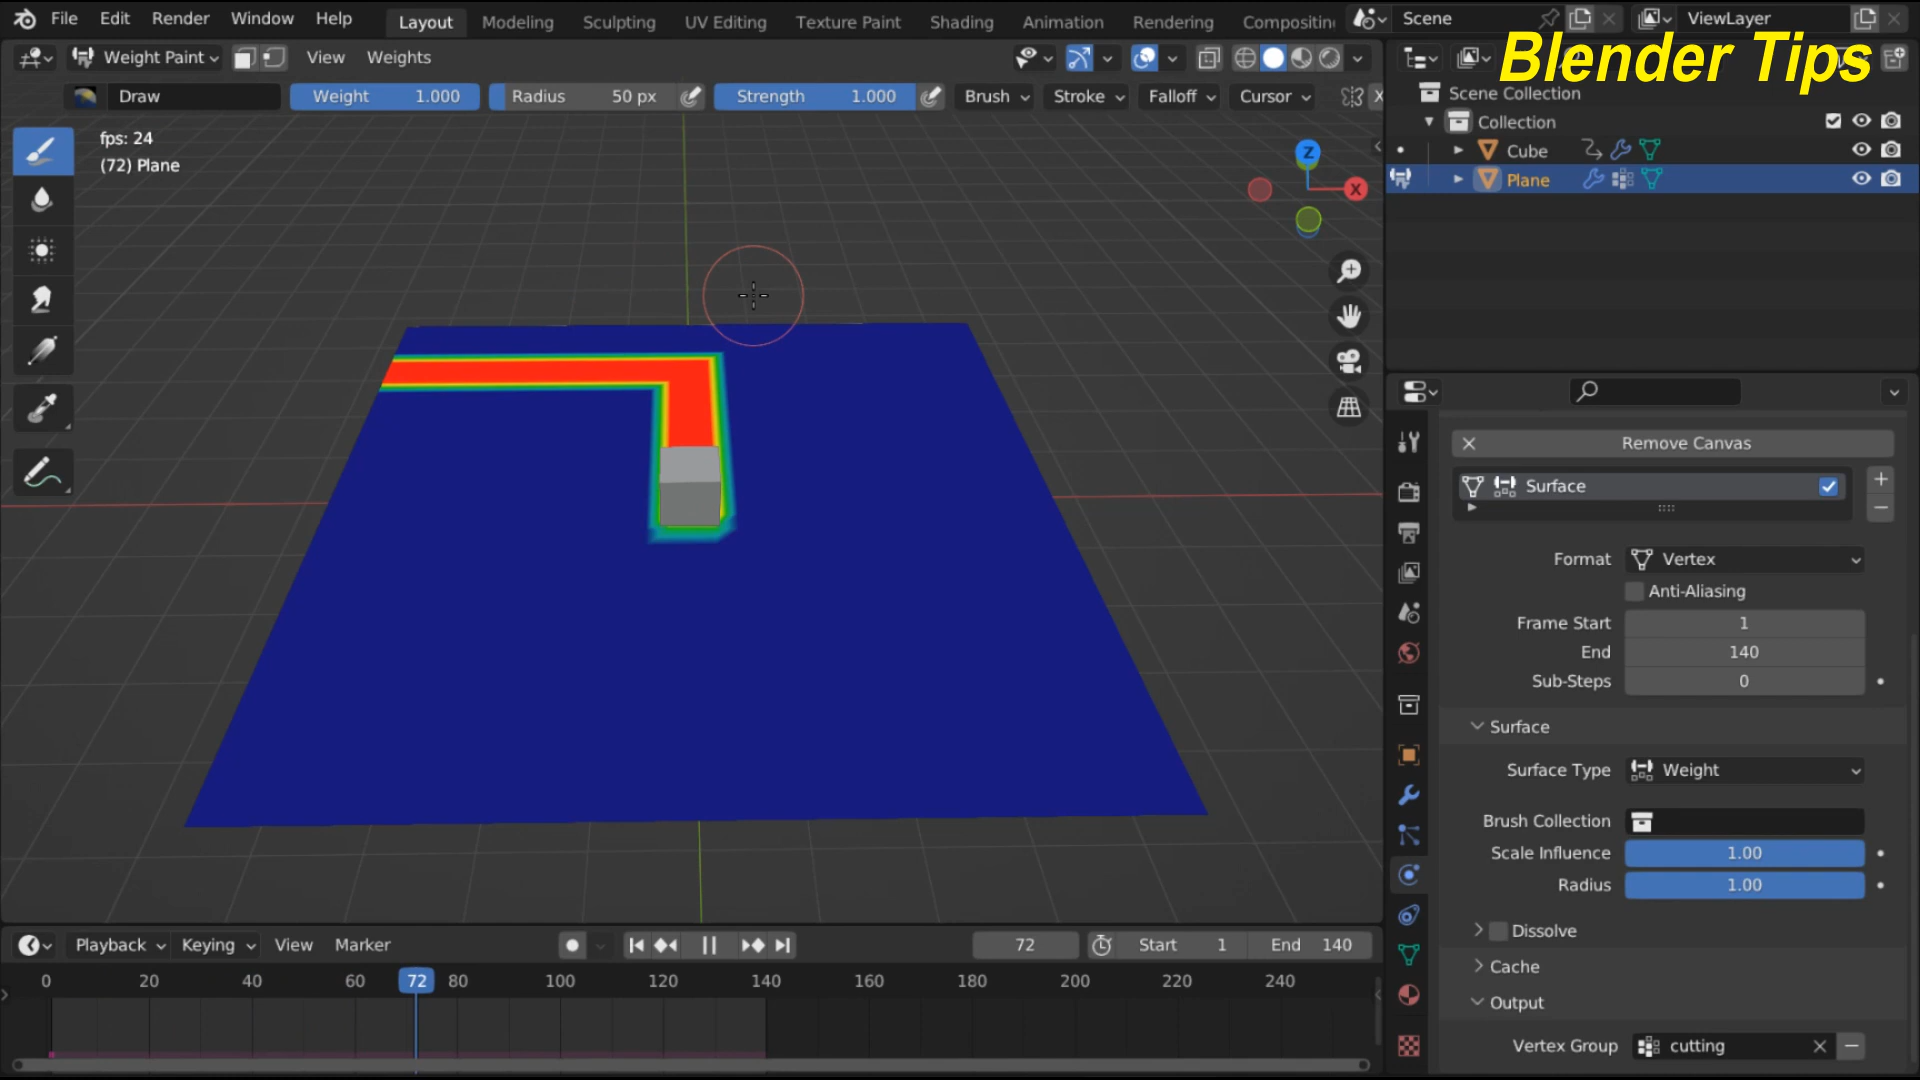 File Edit Render Window Help Layout Modeling Sculpting UV Editing Texture Paint Shading Animation Rendering Compositin Scene ViewLayer
Blender Tips
Weight Paint View Weights
Draw Weight 1.000 Radius 50 px Strength 1.000 Brush Stroke Falloff Cursor X
fps: 24
(72) Plane
Z
X
Scene Collection
Collection
Cube
Plane
Remove Canvas
Surface
Format Vertex
Anti-Aliasing
Frame Start 1
End 140
Sub-Steps 0
Surface
Surface Type Weight
Brush Collection
Scale Influence 1.00
Radius 1.00
Dissolve
Cache
Output
Vertex Group cutting
Playback Keying View Marker 72 Start 1 End 140
0 20 40 60 72 80 100 120 140 160 180 200 220 240